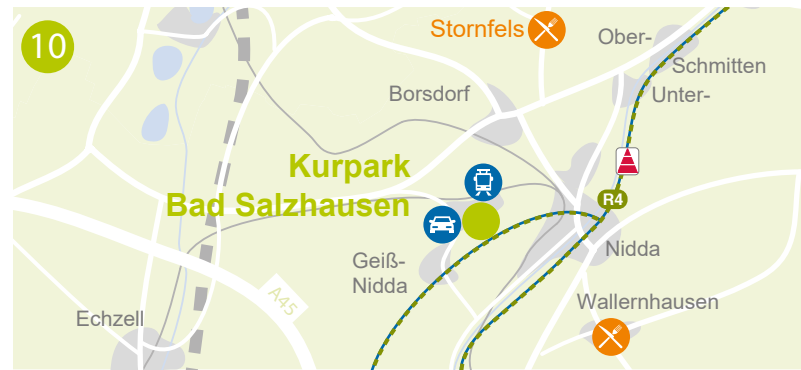 10
Stornfels
Ober-
Schmitten
Unter-
Borsdorf
Kurpark
Bad Salzhausen
R4
Geiß-
Nidda
Nidda
A45
Wallernhausen
Echzell